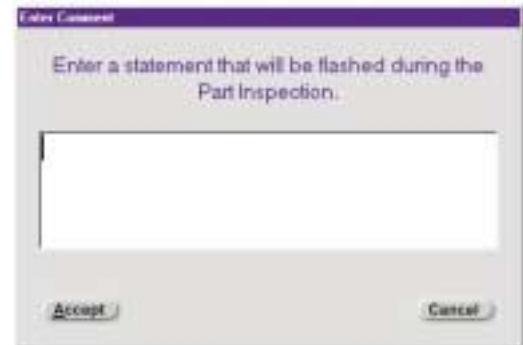 Enter Comment
Enter a statement that will be flashed during the
Part Inspection.
Accept
Cancel